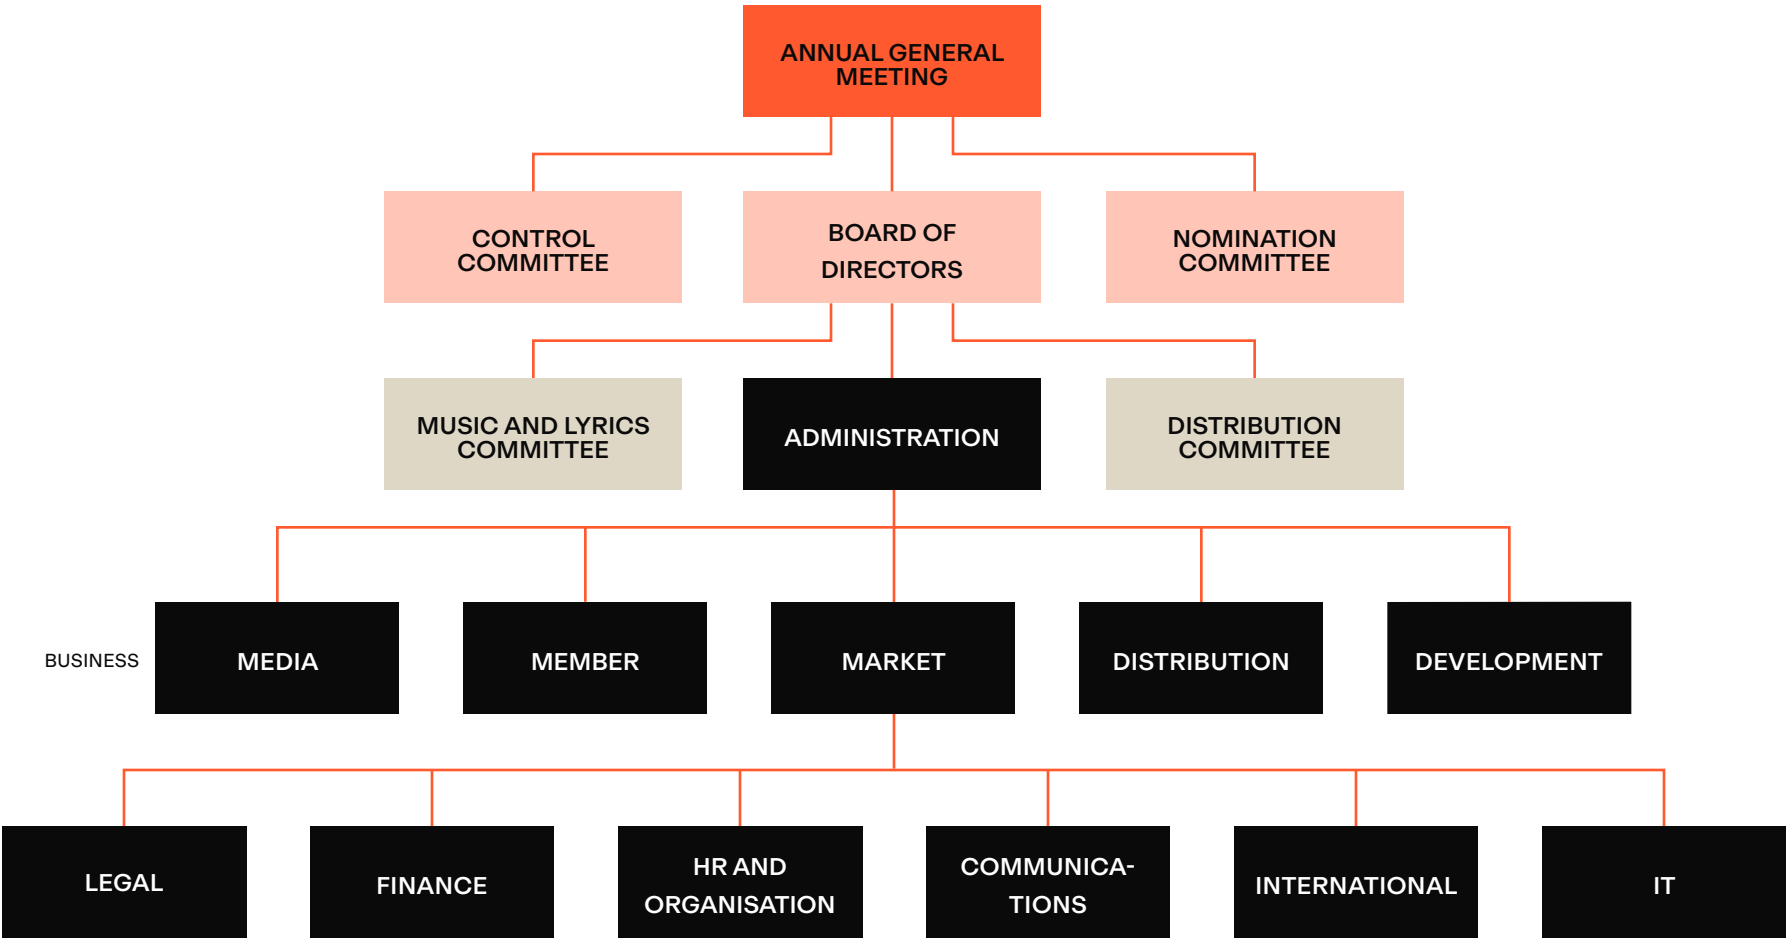 ANNUAL GENERAL
MEETING
CONTROL
COMMITTEE
BOARD OF
DIRECTORS
NOMINATION
COMMITTEE
MUSIC AND LYRICS
COMMITTEE
ADMINISTRATION
DISTRIBUTION
COMMITTEE
BUSINESS
MEDIA
MEMBER
MARKET
DISTRIBUTION
DEVELOPMENT
LEGAL
FINANCE
HR AND
ORGANISATION
COMMUNICA-
TIONS
INTERNATIONAL
IT